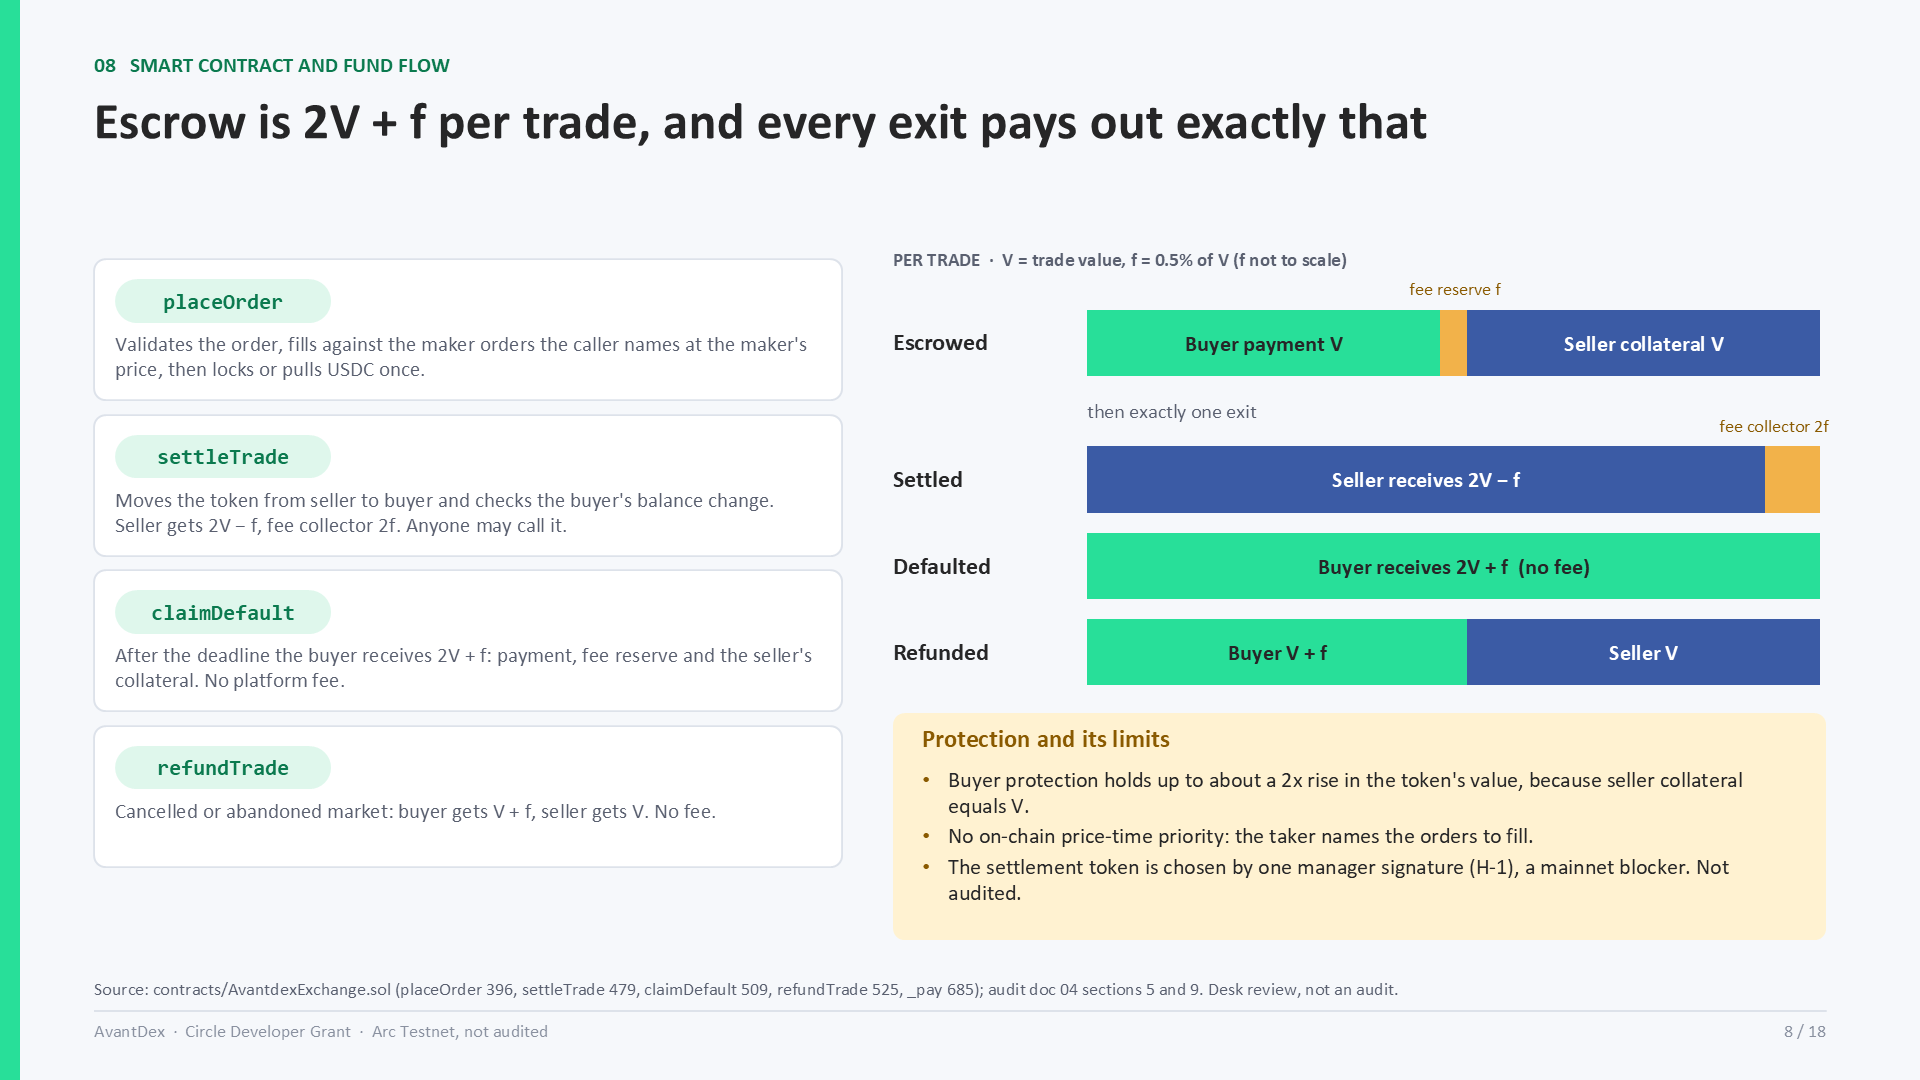 08 SMART CONTRACT AND FUND FLOW
Escrow is 2V + f per trade, and every exit pays out exactly that
placeOrder
Validates the order, fills against the maker orders the caller names at the maker's
price, then locks or pulls USDC once.
settleTrade
Moves the token from seller to buyer and checks the buyer's balance change.
Seller gets 2V − f, fee collector 2f. Anyone may call it.
claimDefault
After the deadline the buyer receives 2V + f: payment, fee reserve and the seller's
collateral. No platform fee.
refundTrade
Cancelled or abandoned market: buyer gets V + f, seller gets V. No fee.
PER TRADE · V = trade value, f = 0.5% of V (f not to scale)
fee reserve f
Escrowed
Buyer payment V
Seller collateral V
then exactly one exit
fee collector 2f
Settled
Seller receives 2V − f
Defaulted
Buyer receives 2V + f (no fee)
Refunded
Buyer V + f
Seller V
Protection and its limits
• Buyer protection holds up to about a 2x rise in the token's value, because seller collateral
equals V.
• No on-chain price-time priority: the taker names the orders to fill.
• The settlement token is chosen by one manager signature (H-1), a mainnet blocker. Not
audited.
Source: contracts/AvantdexExchange.sol (placeOrder 396, settleTrade 479, claimDefault 509, refundTrade 525, _pay 685); audit doc 04 sections 5 and 9. Desk review, not an audit.
AvantDex · Circle Developer Grant · Arc Testnet, not audited
8 / 18